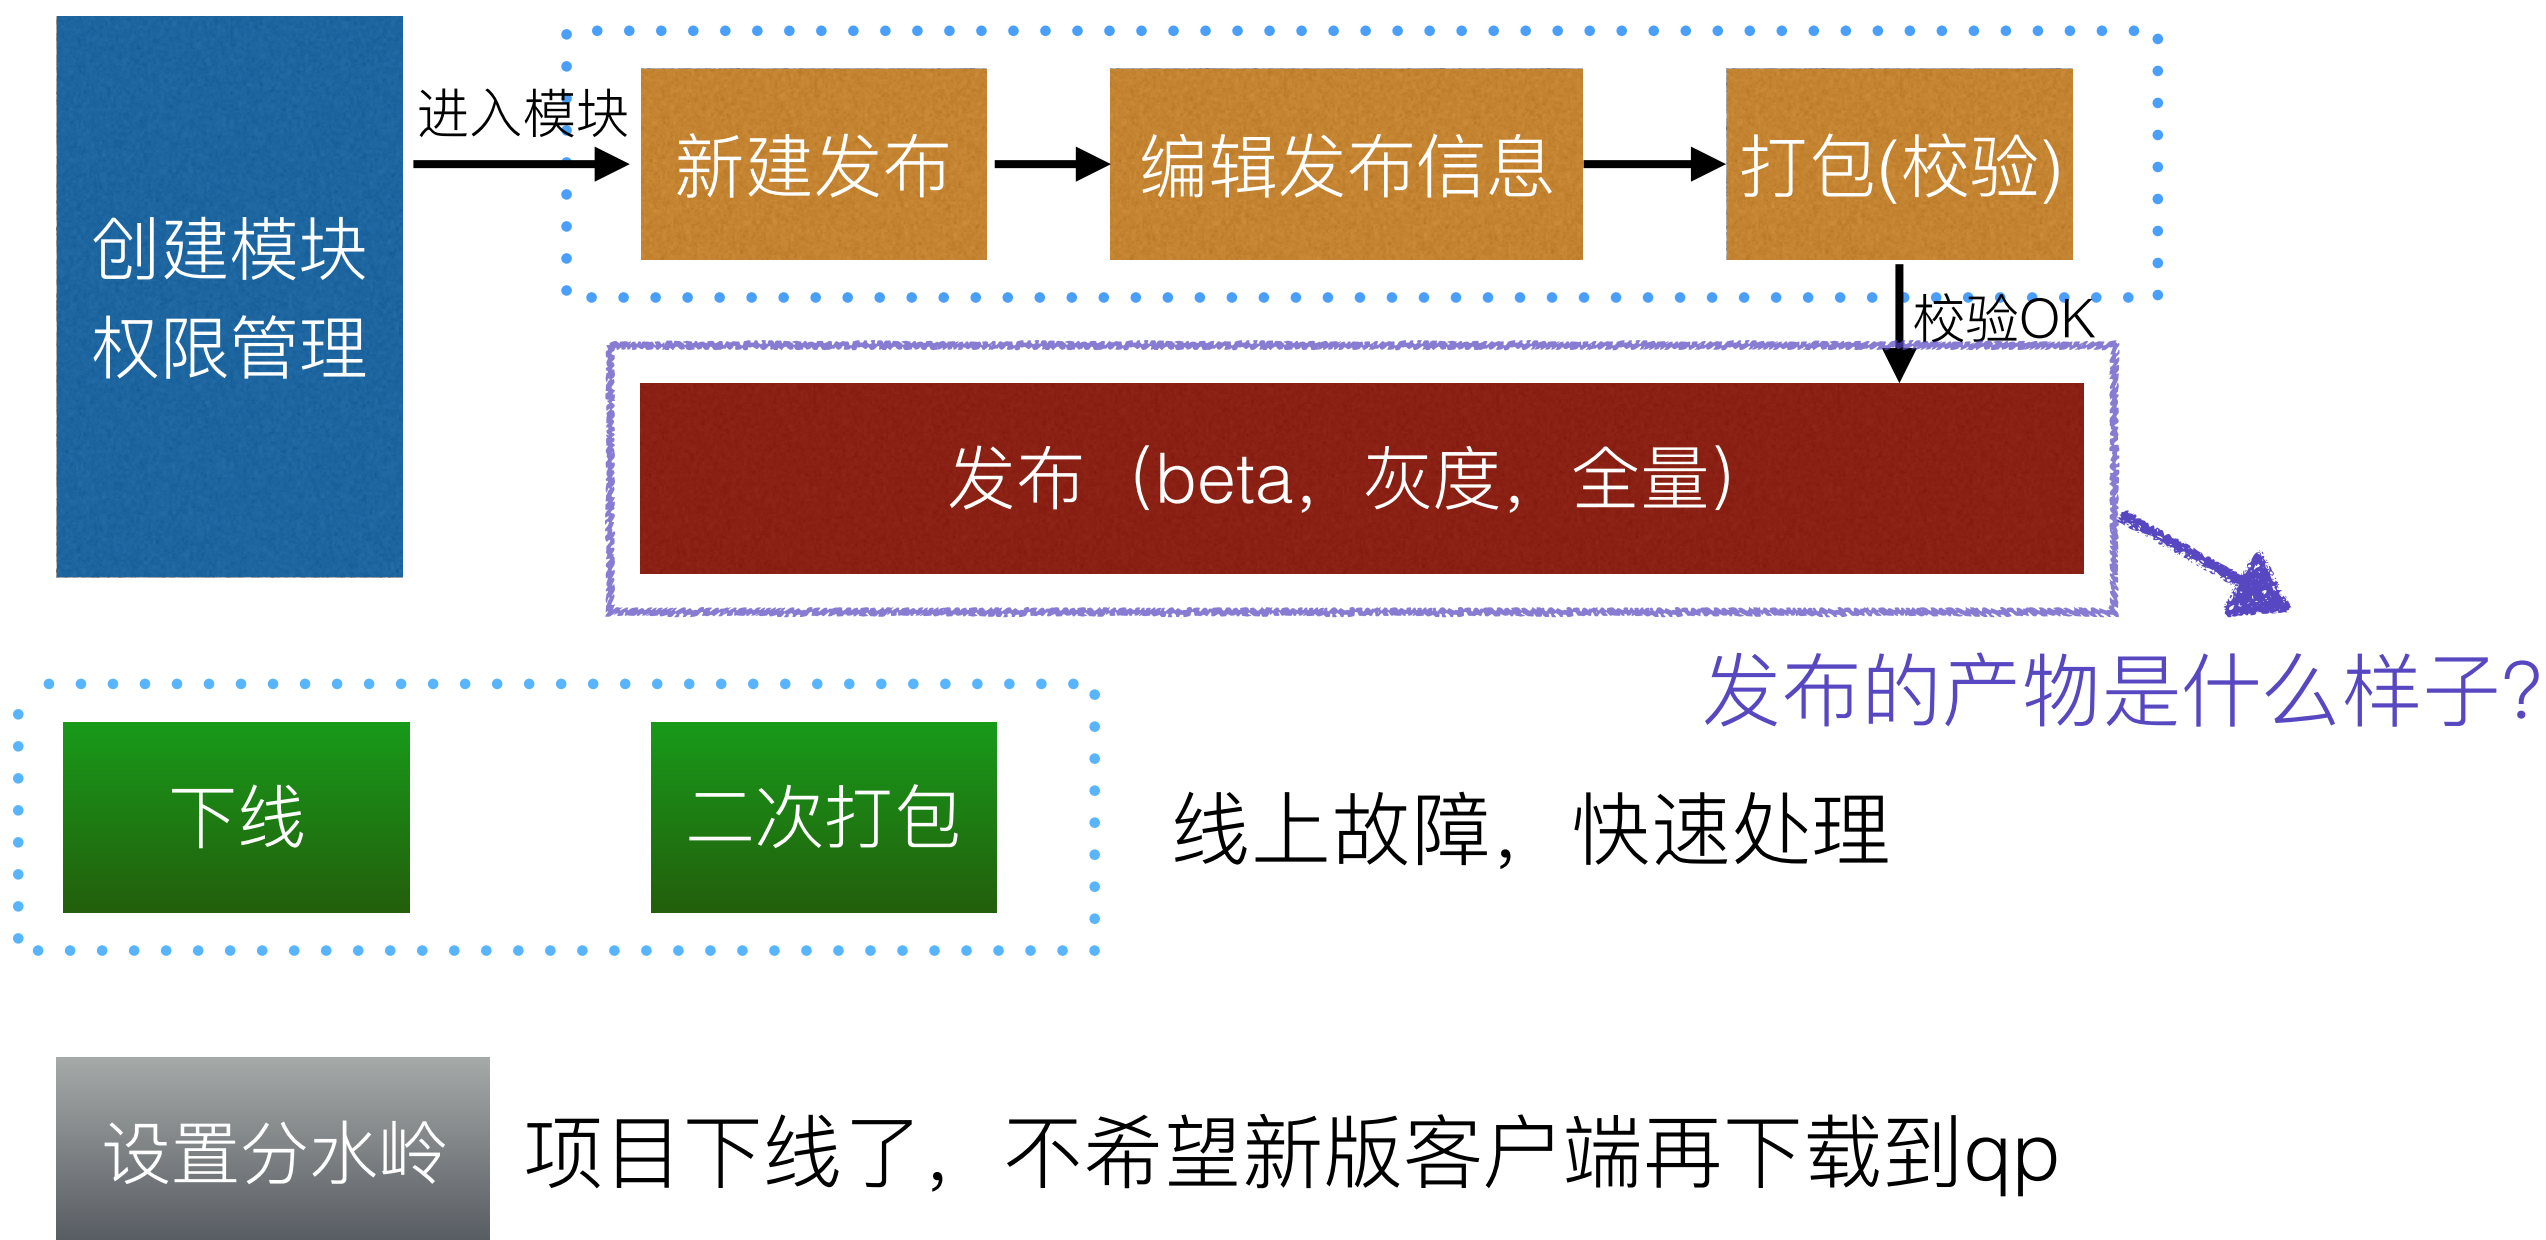 创建模块
权限管理
进入模块
新建发布
编辑发布信息
打包(校验)
校验OK
发布（beta，灰度，全量）
发布的产物是什么样子?
下线
二次打包
线上故障，快速处理
设置分水岭
项目下线了，不希望新版客户端再下载到qp